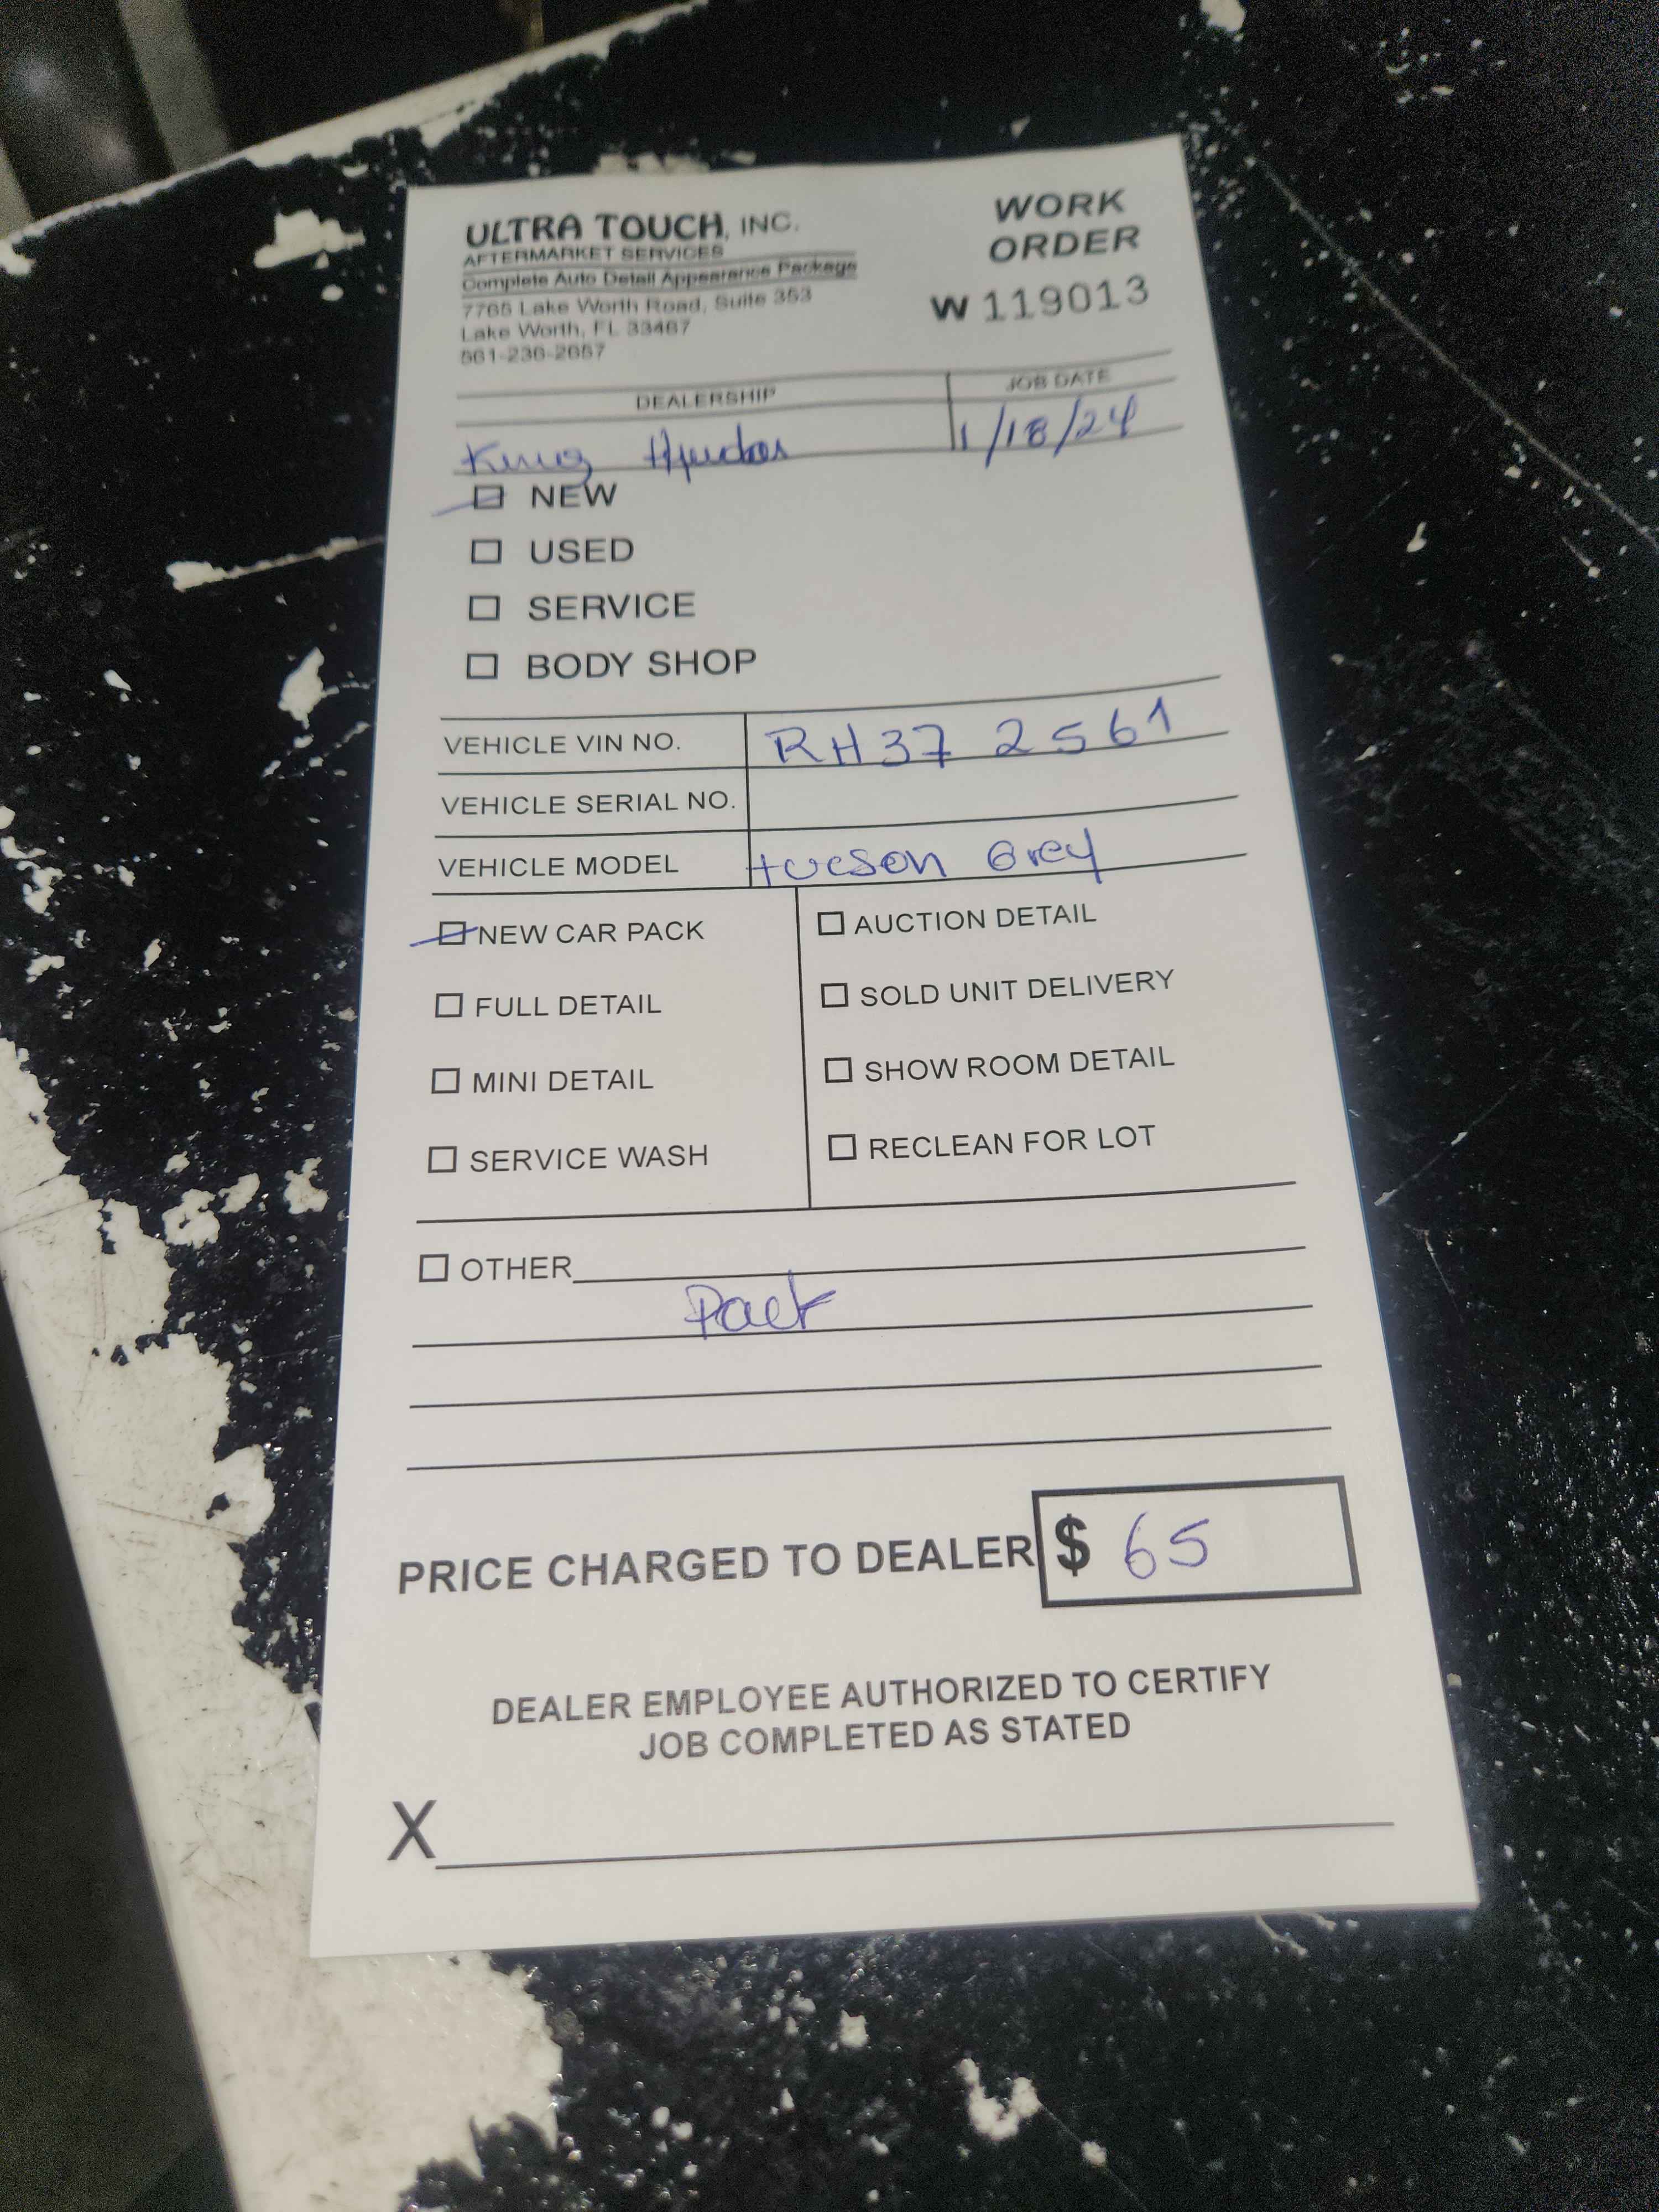 ULTRA TOUCH, INC.
WORK ORDER
AFTERMARKET SERVICES
Complete Auto Detail Appearance Package
7765 Lake Worth Road, Suite 353
Lake Worth, FL 33467
561-236-2657
W 119013
DEALERSHIP JOB DATE
King 1/18/24
NEW
USED
SERVICE
BODY SHOP
VEHICLE VIN NO. RH37 2561
VEHICLE SERIAL NO.
VEHICLE MODEL tucson Grey
NEW CAR PACK AUCTION DETAIL
FULL DETAIL SOLD UNIT DELIVERY
MINI DETAIL SHOW ROOM DETAIL
SERVICE WASH RECLEAN FOR LOT
OTHER
Pack
PRICE CHARGED TO DEALER $ 65
DEALER EMPLOYEE AUTHORIZED TO CERTIFY
JOB COMPLETED AS STATED
X